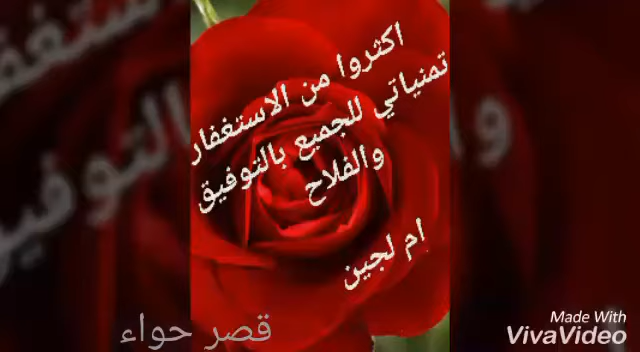 اكثروا من الاستغفار
تمنياتي للجميع بالتوفيق
والفلاح
ام لجين
قصر حواء
Made With
VivaVideo